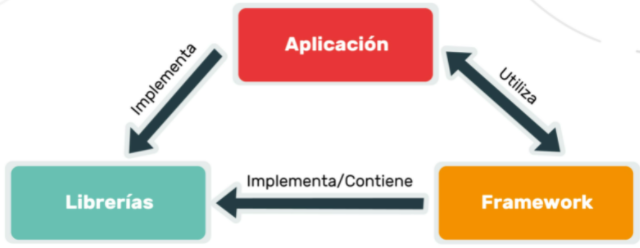 Aplicación
Implementa
Utiliza
Implementa/Contiene
Librerías
Framework